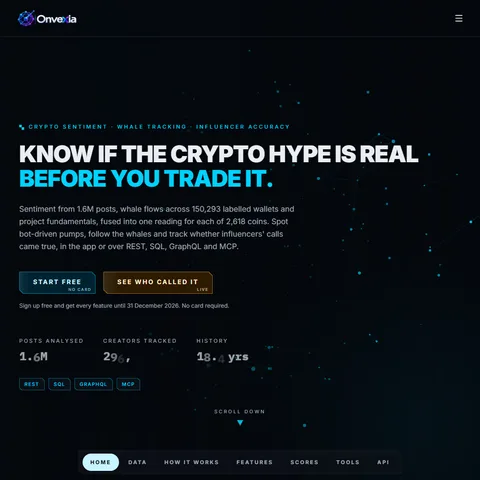 Onvexia
CRYPTO SENTIMENT · WHALE TRACKING · INFLUENCER ACCURACY
KNOW IF THE CRYPTO HYPE IS REAL
BEFORE YOU TRADE IT.
Sentiment from 1.6M posts, whale flows across 150,293 labelled wallets and
project fundamentals, fused into one reading for each of 2,618 coins. Spot
bot-driven pumps, follow the whales and track whether influencers' calls
came true, in the app or over REST, SQL, GraphQL and MCP.
START FREE
NO CARD
SEE WHO CALLED IT
LIVE
Sign up free and get every feature until 31 December 2026. No card required.
POSTS ANALYSED CREATORS TRACKED HISTORY
1.6M 296, 18.4 yrs
REST SQL GRAPHQL MCP
SCROLL DOWN
HOME DATA HOW IT WORKS FEATURES SCORES TOOLS API